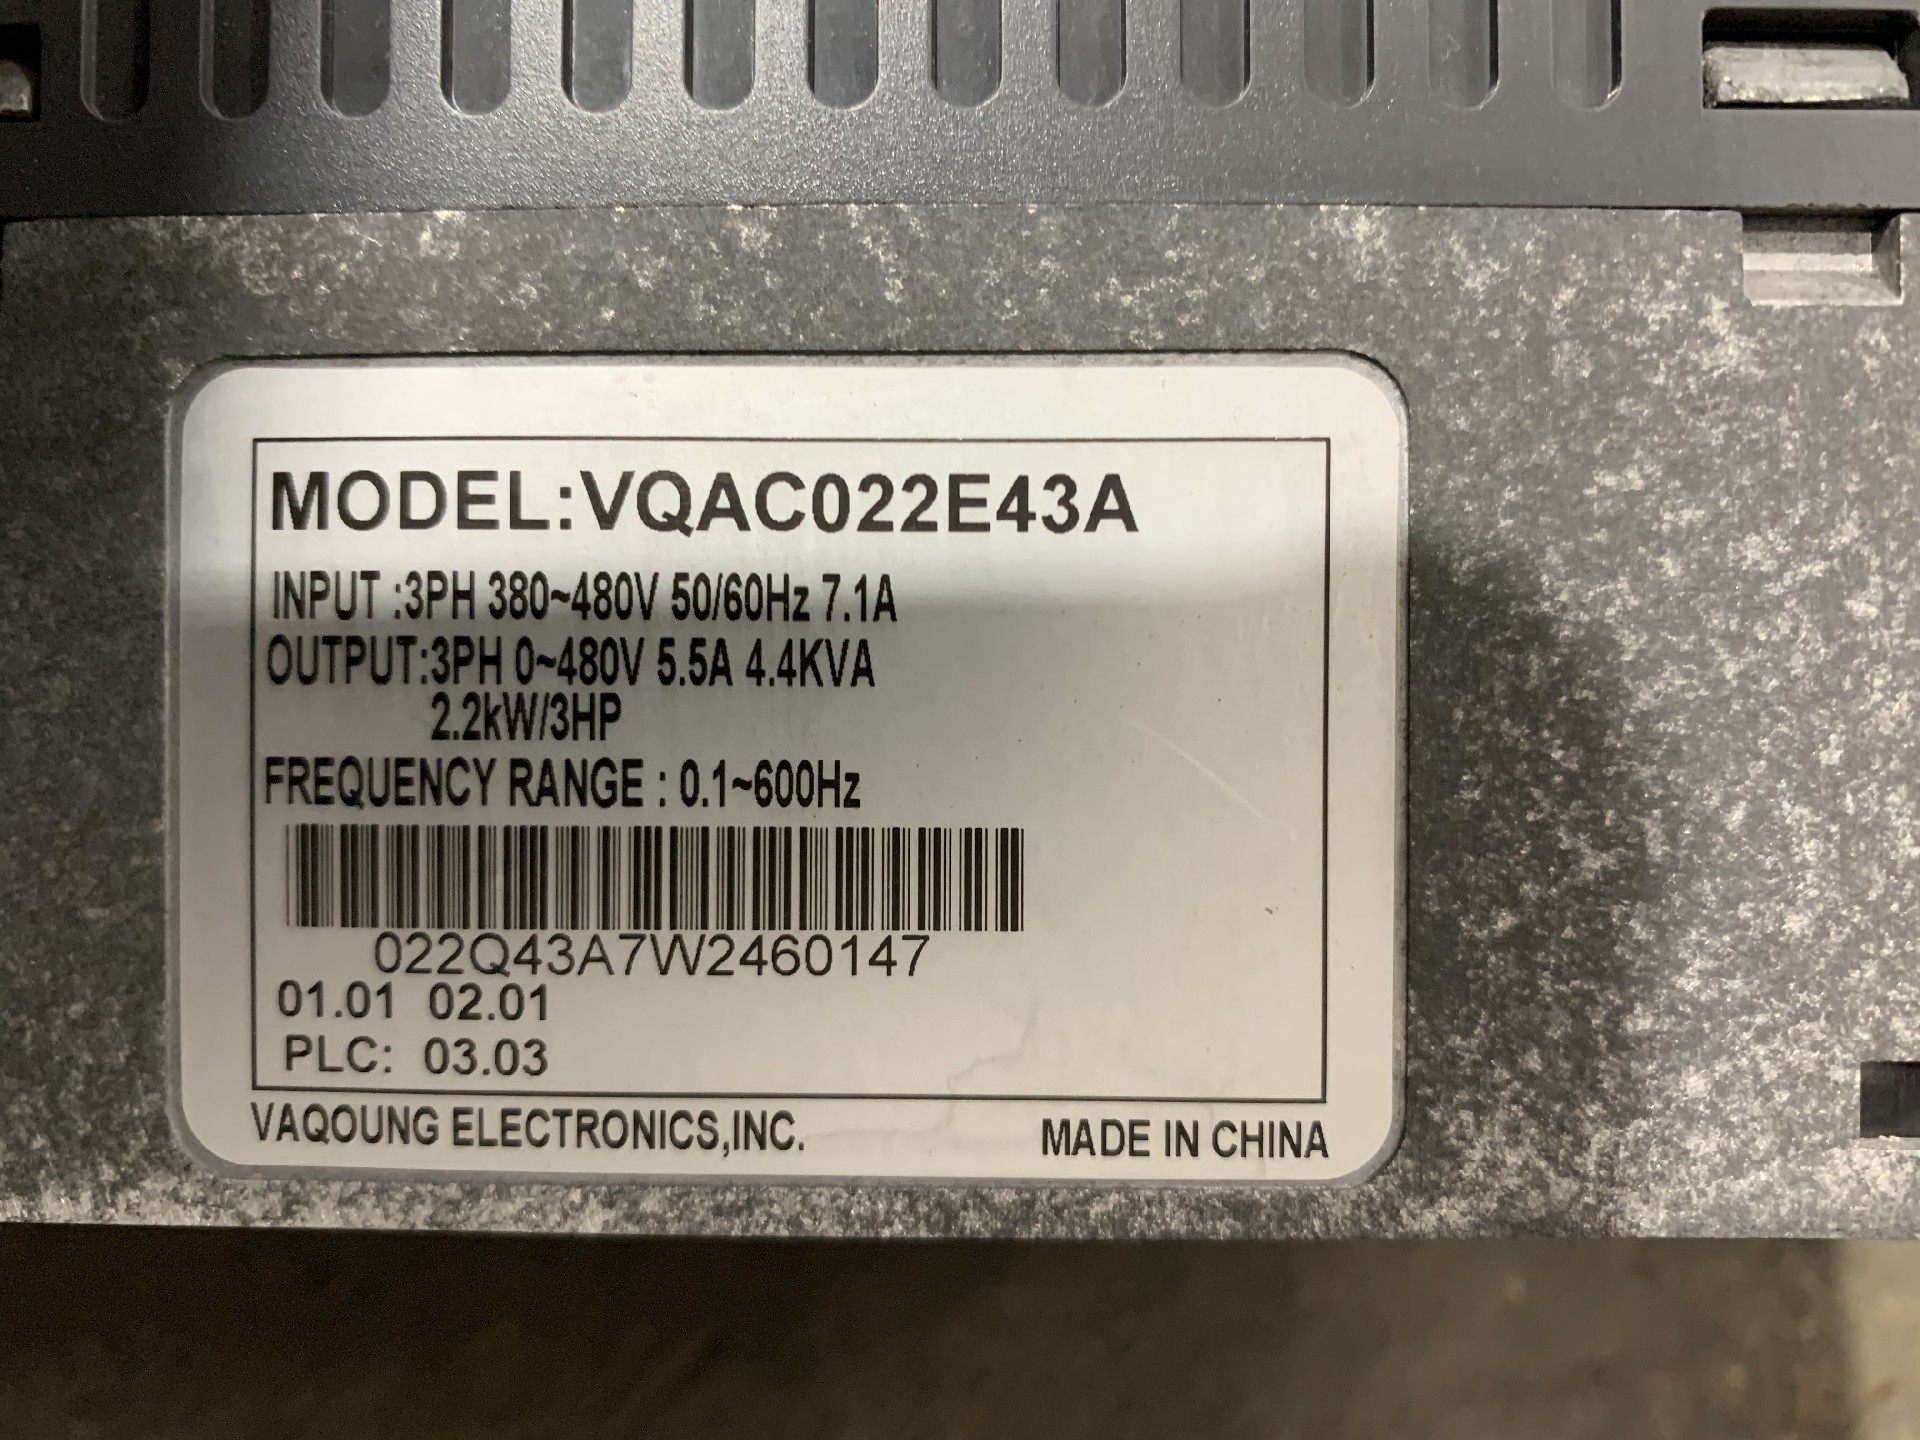 MODEL:VQAC022E43A
INPUT :3PH 380~480V 50/60Hz 7.1A
OUTPUT:3PH 0~480V 5.5A 4.4KVA
2.2kW/3HP
FREQUENCY RANGE : 0.1~600Hz
022Q43A7W2460147
01.01 02.01
PLC: 03.03
VAQOUNG ELECTRONICS,INC. MADE IN CHINA